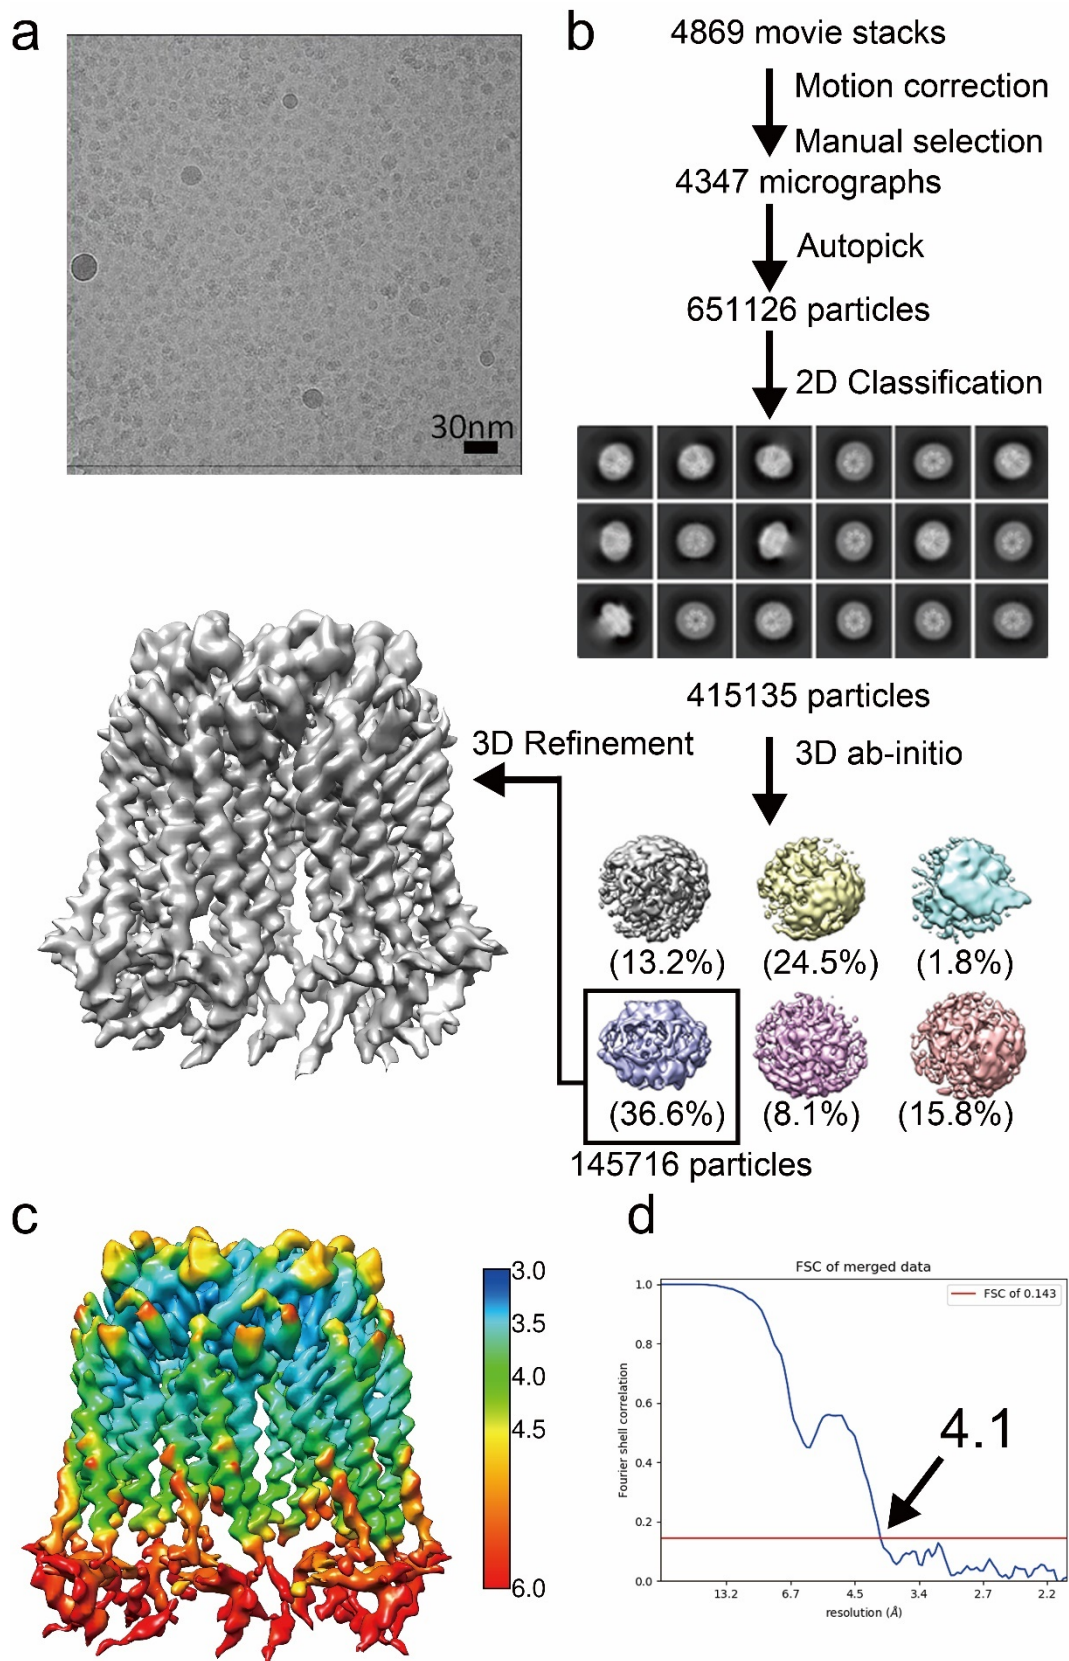 a
30nm
b
4869 movie stacks
Motion correction
Manual selection
4347 micrographs
Autopick
651126 particles
2D Classification
415135 particles
3D ab-initio
3D Refinement
(13.2%) (24.5%) (1.8%)
(36.6%) (8.1%) (15.8%)
145716 particles
c
3.0
3.5
4.0
4.5
6.0
d
FSC of merged data
FSC of 0.143
1.0
0.8
0.6
0.4
0.2
0.0
Fourier shell correlation
4.1
13.2 6.7 4.5 3.4 2.7 2.2
resolution (Å)